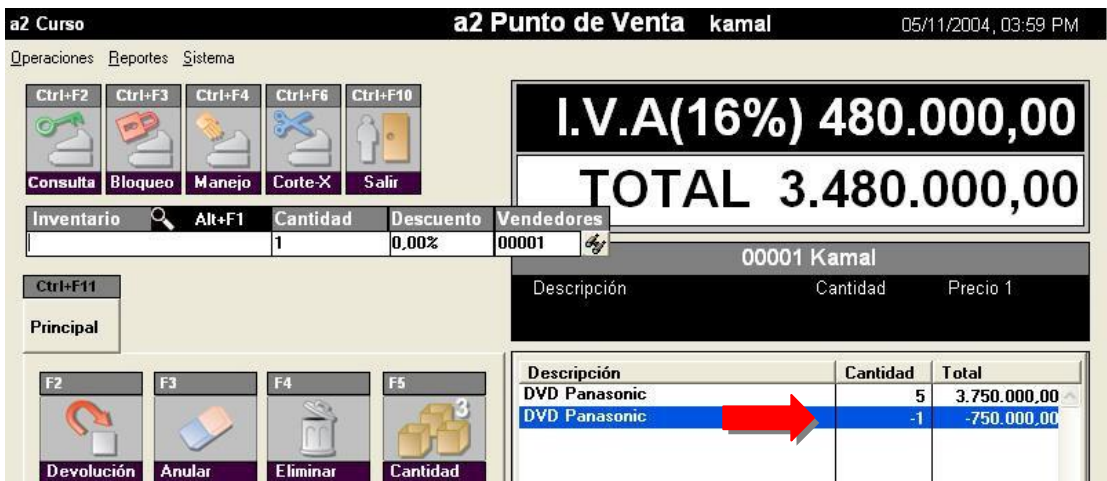 a2 Curso a2 Punto de Venta kamal 05/11/2004, 03:59 PM
Operaciones Reportes Sistema
Ctrl+F2 Ctrl+F3 Ctrl+F4 Ctrl+F6 Ctrl+F10
Consulta Bloqueo Manejo Corte-X Salir
I.V.A(16%) 480.000,00
TOTAL 3.480.000,00
Inventario Alt+F1 Cantidad Descuento Vendedores
1 0,00% 00001
00001 Kamal
Descripción Cantidad Precio 1
Ctrl+F11
Principal
F2 F3 F4 F5
3
Devolución Anular Eliminar Cantidad
Descripción Cantidad Total
DVD Panasonic 5 3.750.000,00
DVD Panasonic -1 -750.000,00